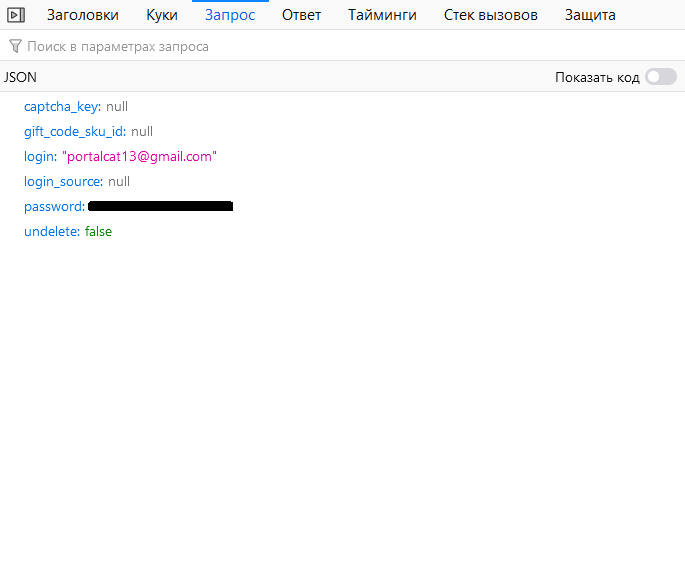 Заголовки Куки Запрос Ответ Тайминги Стек вызовов Защита
Поиск в параметрах запроса
JSON Показать код
captcha_key: null
gift_code_sku_id: null
login: "portalcat13@gmail.com"
login_source: null
password:
undelete: false